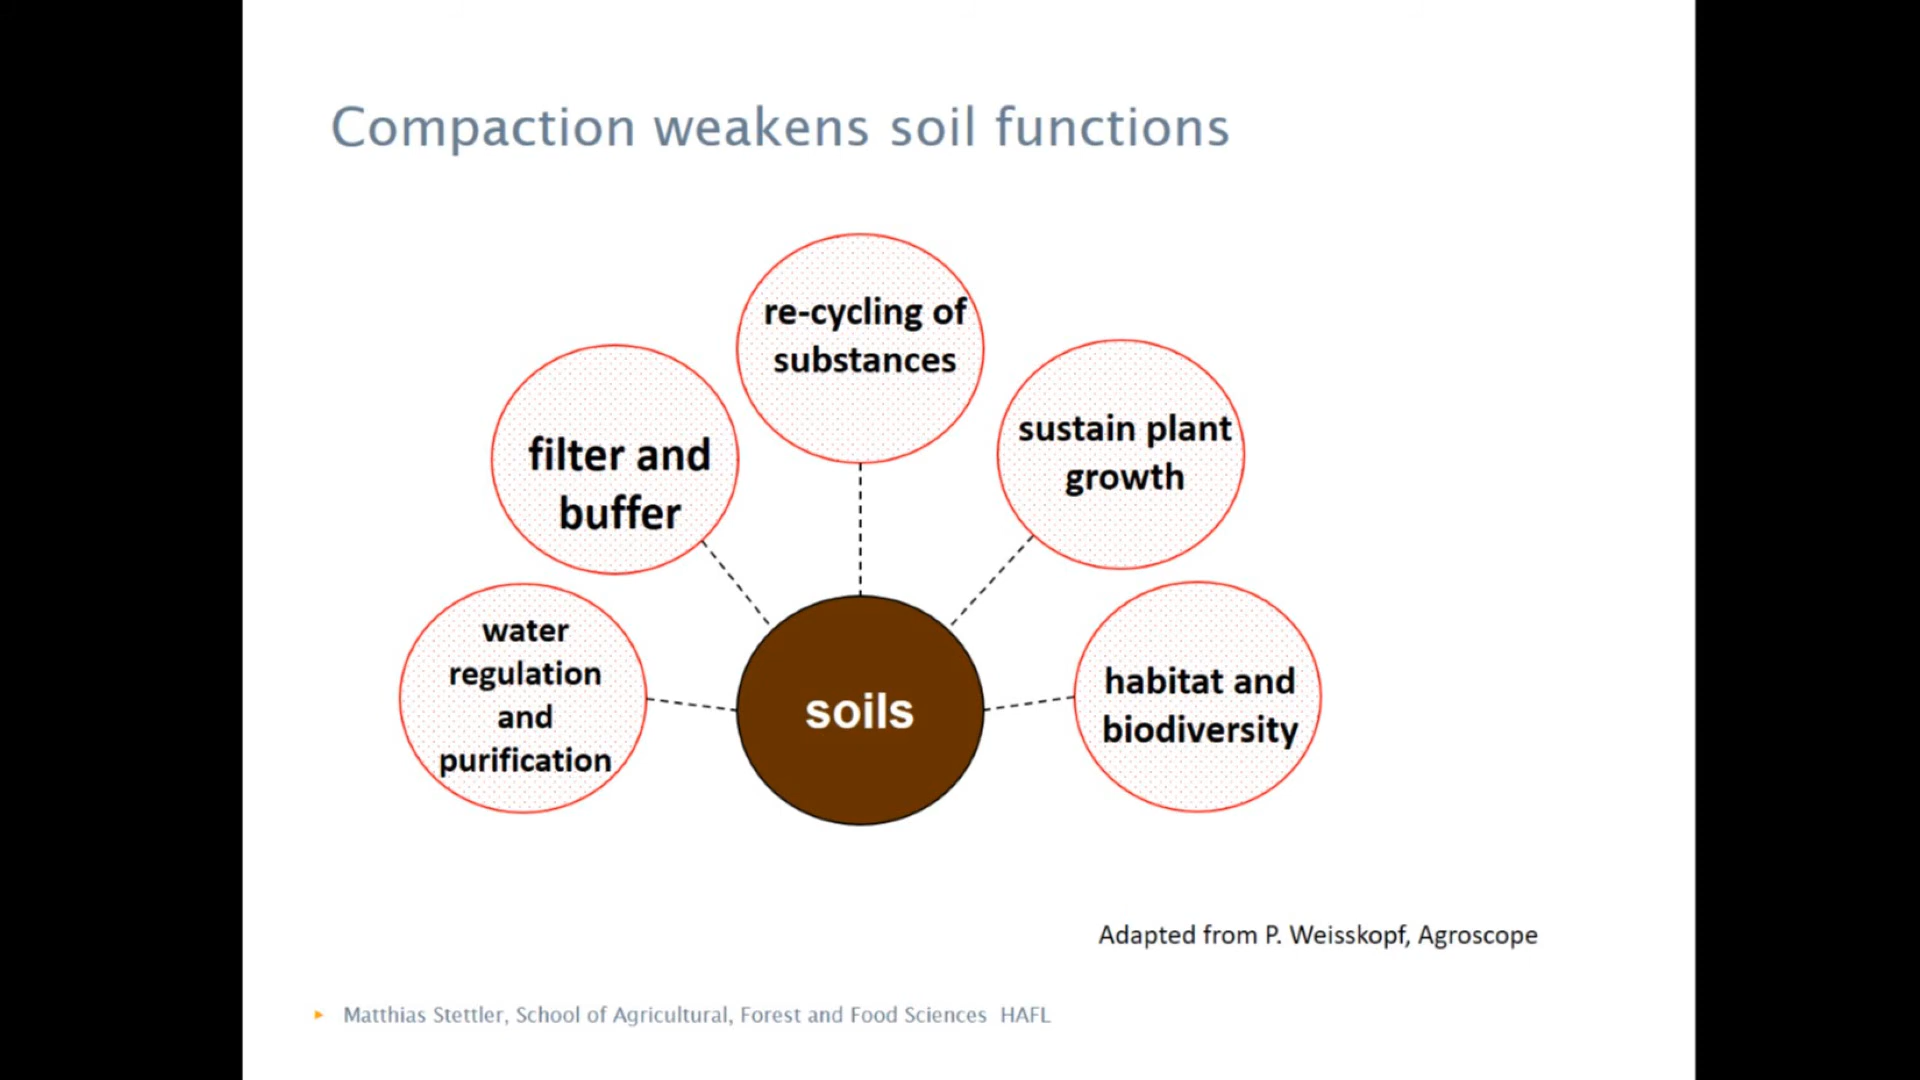 Compaction weakens soil functions
re-cycling of
substances
filter and
buffer
sustain plant
growth
water
regulation
and
purification
soils
habitat and
biodiversity
Adapted from P. Weisskopf, Agroscope
Matthias Stettler, School of Agricultural, Forest and Food Sciences HAFL